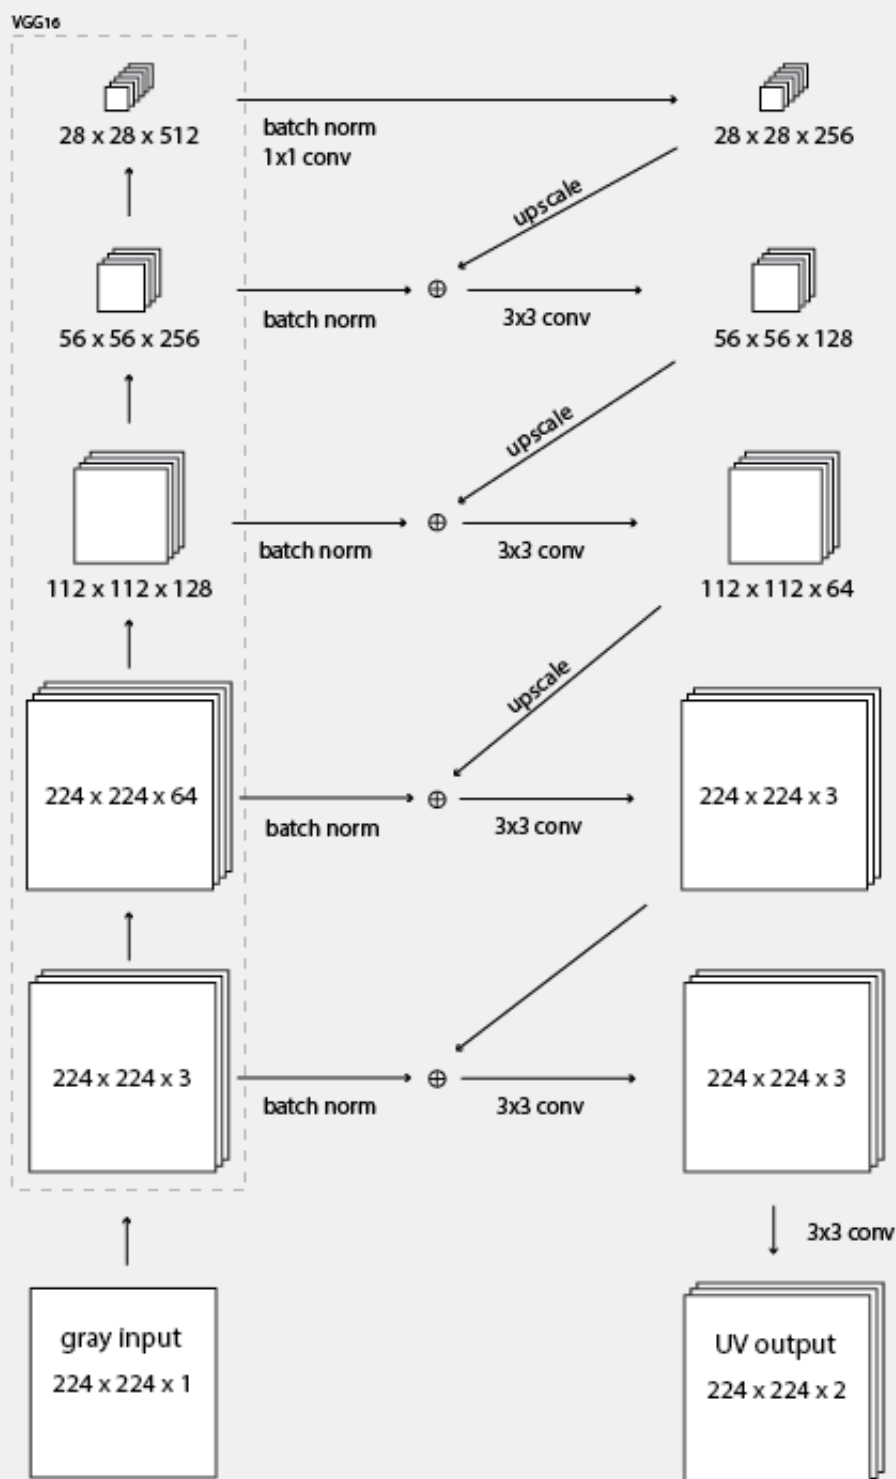 VGG16
28 x 28 x 512
batch norm
1x1 conv
28 x 28 x 256
upscale
56 x 56 x 256
batch norm
3x3 conv
56 x 56 x 128
upscale
112 x 112 x 128
batch norm
3x3 conv
112 x 112 x 64
upscale
224 x 224 x 64
batch norm
3x3 conv
224 x 224 x 3
224 x 224 x 3
batch norm
3x3 conv
224 x 224 x 3
3x3 conv
gray input
224 x 224 x 1
UV output
224 x 224 x 2